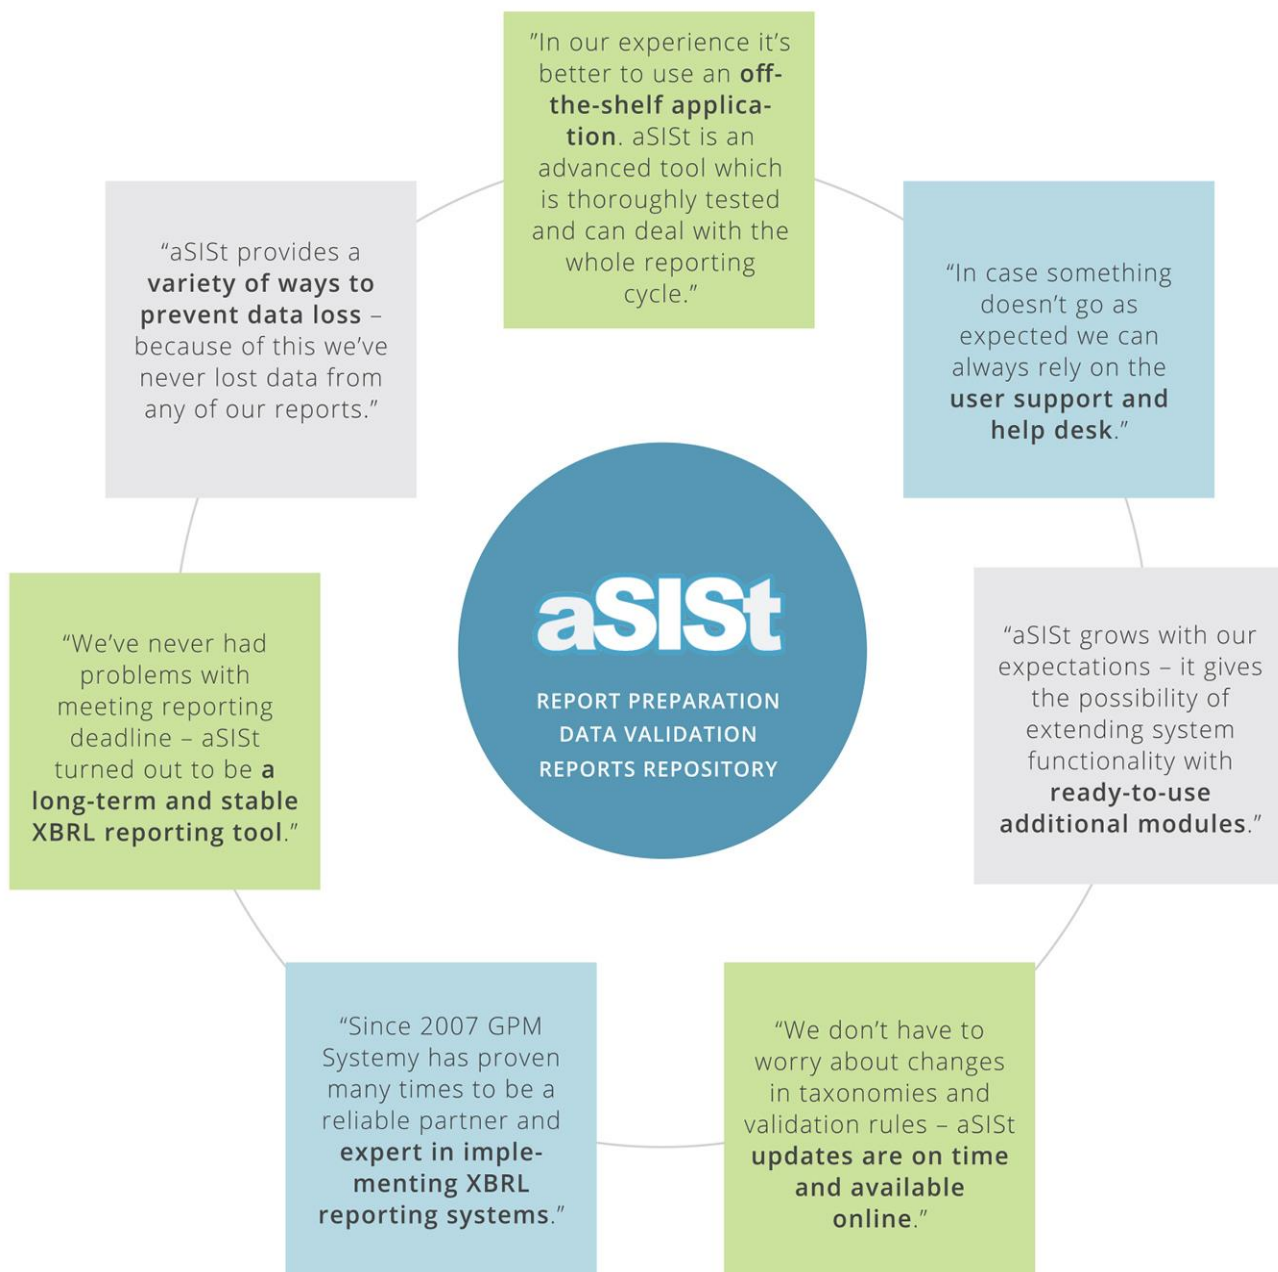 "In our experience it's
better to use an off-
the-shelf applica-
tion. aSISt is an
advanced tool which
is thoroughly tested
and can deal with the
whole reporting
cycle."
"In case something
doesn't go as
expected we can
always rely on the
user support and
help desk."
"aSISt grows with our
expectations – it gives
the possibility of
extending system
functionality with
ready-to-use
additional modules."
"We don't have to
worry about changes
in taxonomies and
validation rules – aSISt
updates are on time
and available
online."
"Since 2007 GPM
Systemy has proven
many times to be a
reliable partner and
expert in imple-
menting XBRL
reporting systems."
"We've never had
problems with
meeting reporting
deadline – aSISt
turned out to be a
long-term and stable
XBRL reporting tool."
"aSISt provides a
variety of ways to
prevent data loss –
because of this we've
never lost data from
any of our reports."
aSISt
REPORT PREPARATION
DATA VALIDATION
REPORTS REPOSITORY